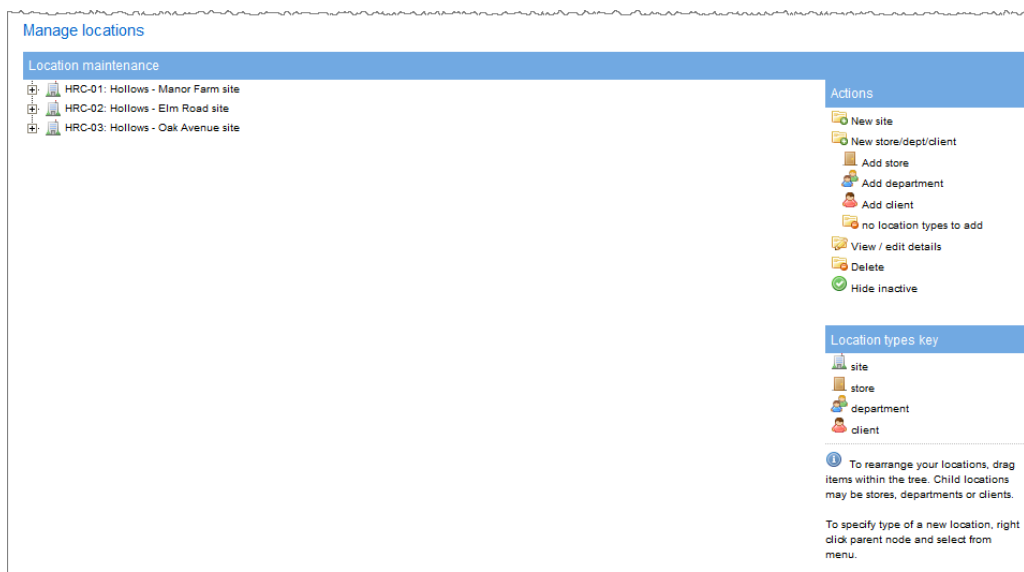 Manage locations
Location maintenance
HRC-01: Hollows - Manor Farm site
HRC-02: Hollows - Elm Road site
HRC-03: Hollows - Oak Avenue site
Actions
New site
New store/dept/client
Add store
Add department
Add client
no location types to add
View / edit details
Delete
Hide inactive
Location types key
site
store
department
client
To rearrange your locations, drag
items within the tree. Child locations
may be stores, departments or clients.
To specify type of a new location, right
click parent node and select from
menu.